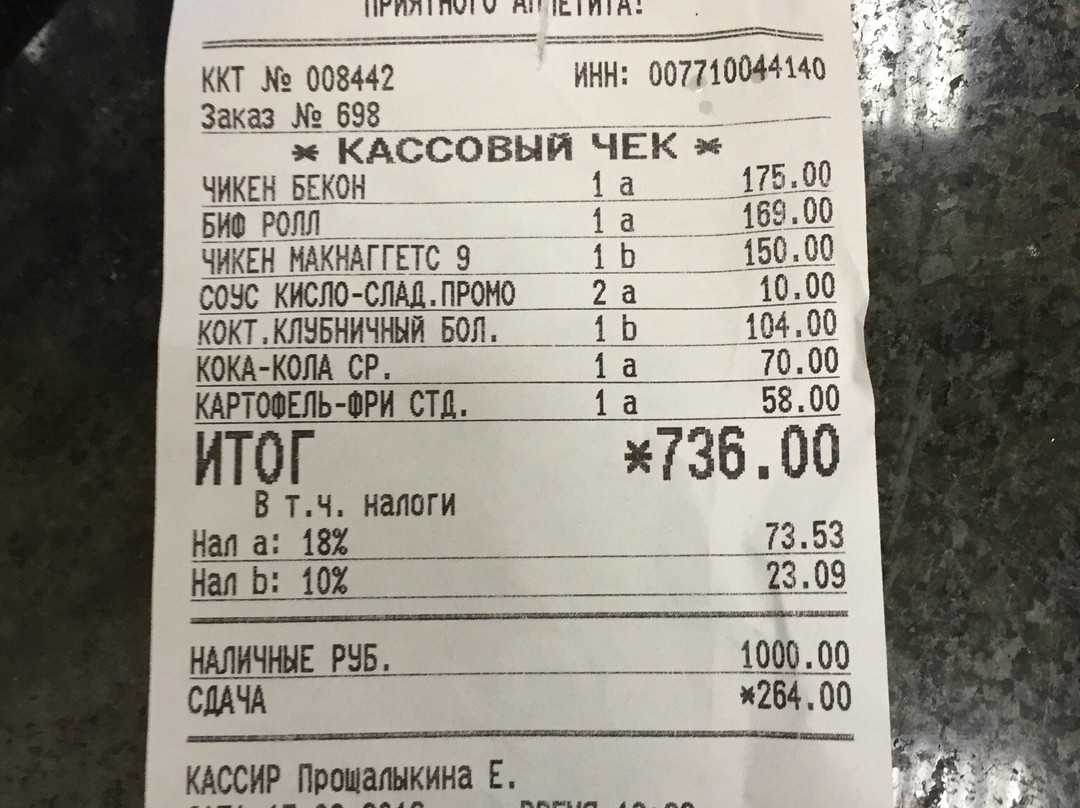 ПРИЯТНОГО АППЕТИТА!
ККТ № 008442 ИНН: 007710044140
Заказ № 698
* КАССОВЫЙ ЧЕК *
ЧИКЕН БЕКОН 1 a 175.00
БИФ РОЛЛ 1 a 169.00
ЧИКЕН МАКНАГГЕТС 9 1 b 150.00
СОУС КИСЛО-СЛАД.ПРОМО 2 a 10.00
КОКТ.КЛУБНИЧНЫЙ БОЛ. 1 b 104.00
КОКА-КОЛА СР. 1 a 70.00
КАРТОФЕЛЬ-ФРИ СТД. 1 a 58.00
ИТОГ *736.00
В т.ч. налоги
Нал a: 18% 73.53
Нал b: 10% 23.09
НАЛИЧНЫЕ РУБ. 1000.00
СДАЧА *264.00
КАССИР Прощалыкина Е.